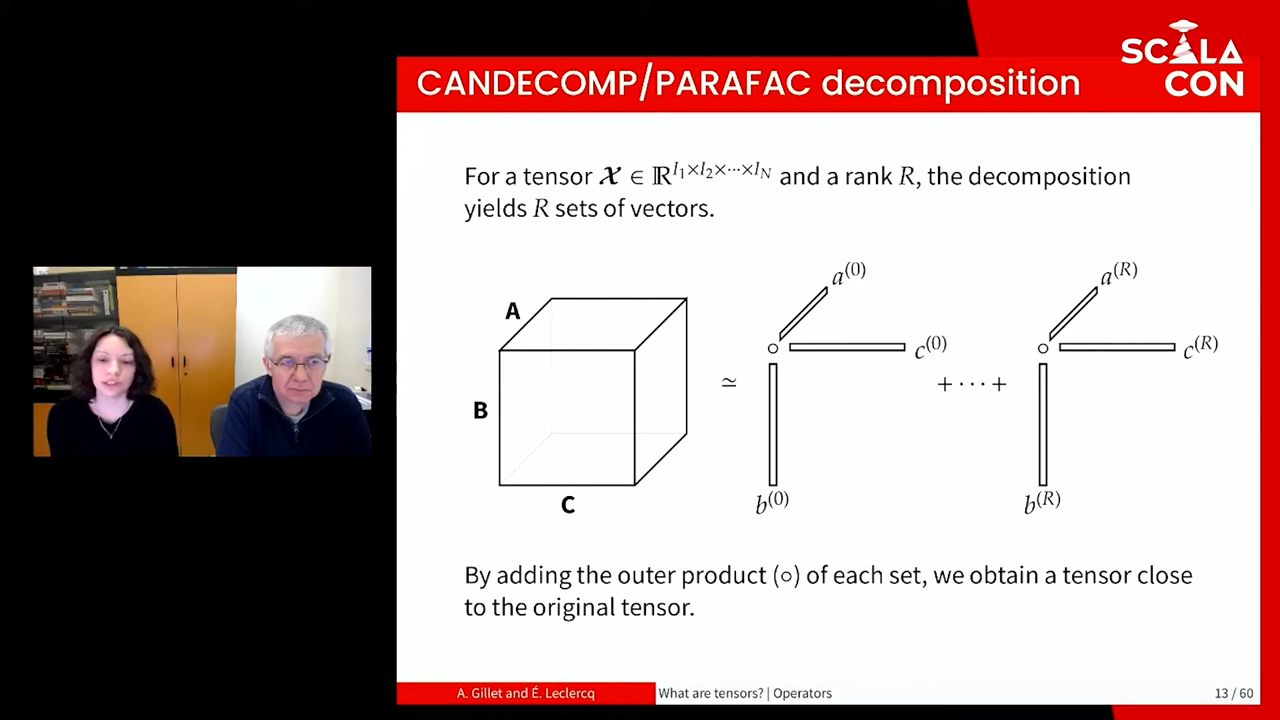 SCALA
CON
CANDECOMP/PARAFAC decomposition
For a tensor 𝓧 ∈ ℝ^{I₁×I₂×⋯×I_N} and a rank R, the decomposition
yields R sets of vectors.
A
B
C
≃
a^{(0)}
c^{(0)}
b^{(0)}
+ ⋯ +
a^{(R)}
c^{(R)}
b^{(R)}
By adding the outer product (∘) of each set, we obtain a tensor close
to the original tensor.
A. Gillet and É. Leclercq
What are tensors? | Operators
13 / 60